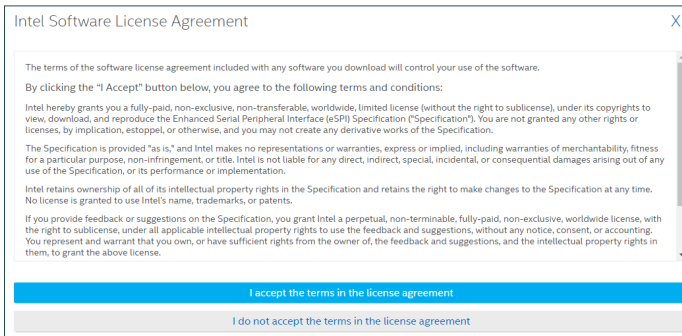 Intel Software License Agreement
X
The terms of the software license agreement included with any software you download will control your use of the software.
By clicking the "I Accept" button below, you agree to the following terms and conditions:
Intel hereby grants you a fully-paid, non-exclusive, non-transferable, worldwide, limited license (without the right to sublicense), under its copyrights to
view, download, and reproduce the Enhanced Serial Peripheral Interface (eSPI) Specification ("Specification"). You are not granted any other rights or
licenses, by implication, estoppel, or otherwise, and you may not create any derivative works of the Specification.
The Specification is provided "as is," and Intel makes no representations or warranties, express or implied, including warranties of merchantability, fitness
for a particular purpose, non-infringement, or title. Intel is not liable for any direct, indirect, special, incidental, or consequential damages arising out of any
use of the Specification, or its performance or implementation.
Intel retains ownership of all of its intellectual property rights in the Specification and retains the right to make changes to the Specification at any time.
No license is granted to use Intel's name, trademarks, or patents.
If you provide feedback or suggestions on the Specification, you grant Intel a perpetual, non-terminable, fully-paid, non-exclusive, worldwide license, with
the right to sublicense, under all applicable intellectual property rights to use the feedback and suggestions, without any notice, consent, or accounting.
You represent and warrant that you own, or have sufficient rights from the owner of, the feedback and suggestions, and the intellectual property rights in
them, to grant the above license.
I accept the terms in the license agreement
I do not accept the terms in the license agreement